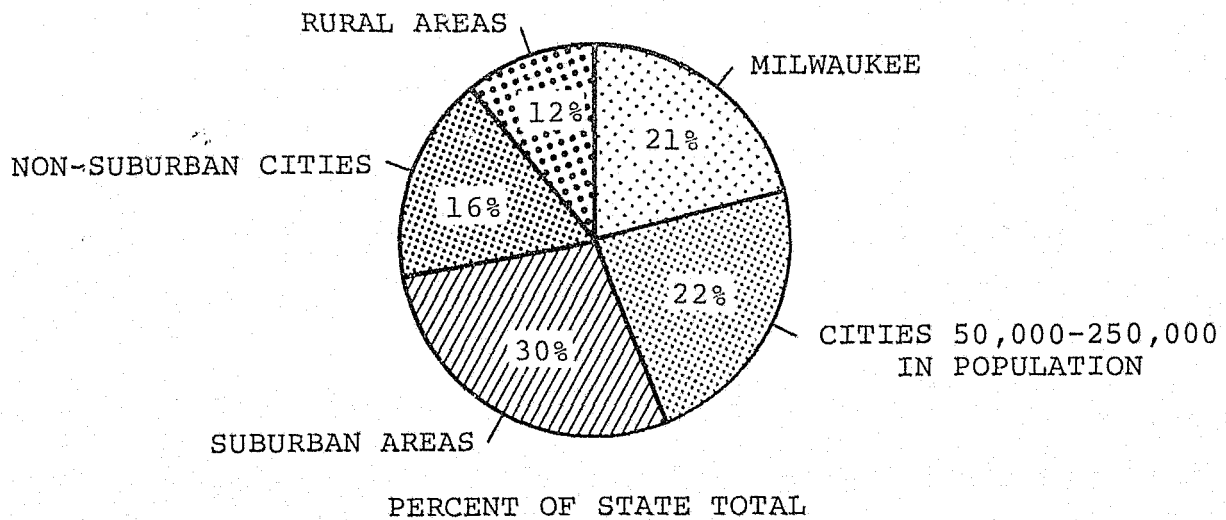 RURAL AREAS
MILWAUKEE
12%
21%
NON-SUBURBAN CITIES
16%
22%
CITIES 50,000-250,000
IN POPULATION
30%
SUBURBAN AREAS
PERCENT OF STATE TOTAL